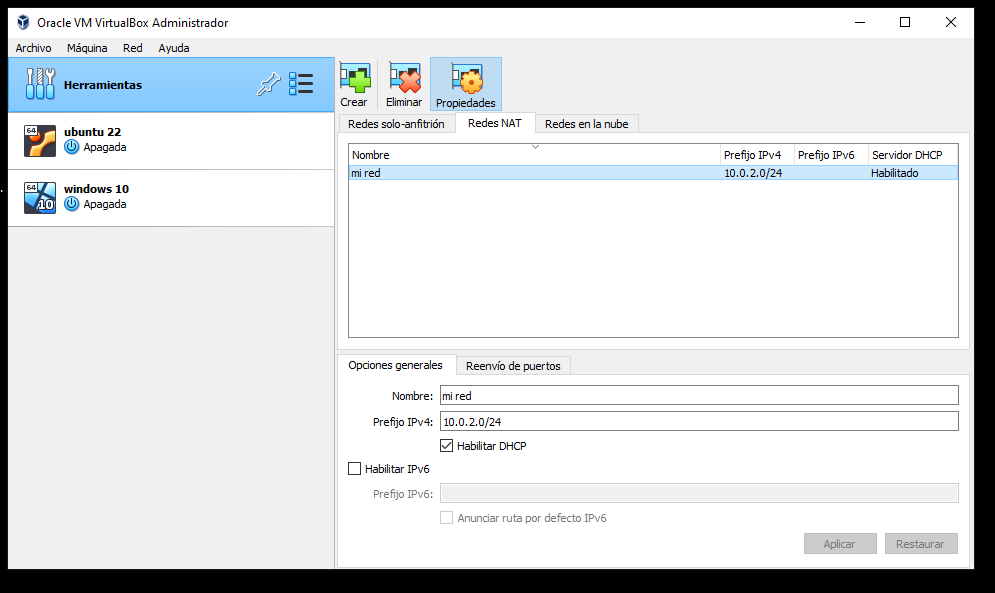 Oracle VM VirtualBox Administrador
Archivo Máquina Red Ayuda
Herramientas
64
ubuntu 22
Apagada
64
10
windows 10
Apagada
Crear Eliminar Propiedades
Redes solo-anfitrión Redes NAT Redes en la nube
Nombre Prefijo IPv4 Prefijo IPv6 Servidor DHCP
mi red 10.0.2.0/24 Habilitado
Opciones generales Reenvío de puertos
Nombre: mi red
Prefijo IPv4: 10.0.2.0/24
Habilitar DHCP
Habilitar IPv6
Prefijo IPv6:
Anunciar ruta por defecto IPv6
Aplicar Restaurar